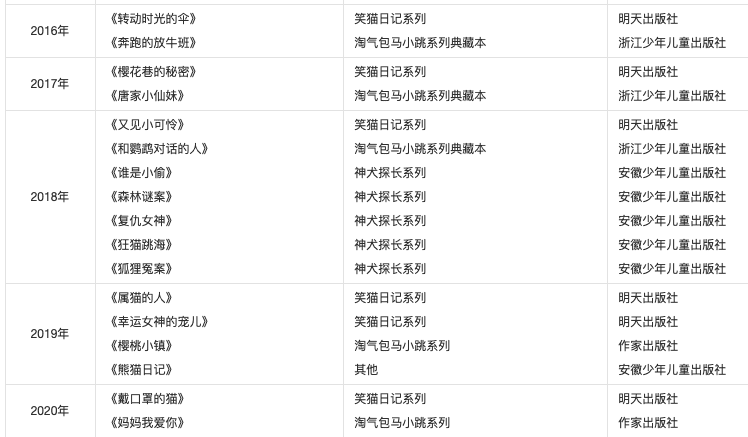 2016年
《转动时光的伞》 笑猫日记系列 明天出版社
《奔跑的放牛班》 淘气包马小跳系列典藏本 浙江少年儿童出版社
2017年
《樱花巷的秘密》 笑猫日记系列 明天出版社
《唐家小仙妹》 淘气包马小跳系列典藏本 浙江少年儿童出版社
2018年
《又见小可怜》 笑猫日记系列 明天出版社
《和鹦鹉对话的人》 淘气包马小跳系列典藏本 浙江少年儿童出版社
《谁是小偷》 神犬探长系列 安徽少年儿童出版社
《森林谜案》 神犬探长系列 安徽少年儿童出版社
《复仇女神》 神犬探长系列 安徽少年儿童出版社
《狂猫跳海》 神犬探长系列 安徽少年儿童出版社
《狐狸冤案》 神犬探长系列 安徽少年儿童出版社
2019年
《属猫的人》 笑猫日记系列 明天出版社
《幸运女神的宠儿》 笑猫日记系列 明天出版社
《樱桃小镇》 淘气包马小跳系列 作家出版社
《熊猫日记》 其他 安徽少年儿童出版社
2020年
《戴口罩的猫》 笑猫日记系列 明天出版社
《妈妈我爱你》 淘气包马小跳系列 作家出版社